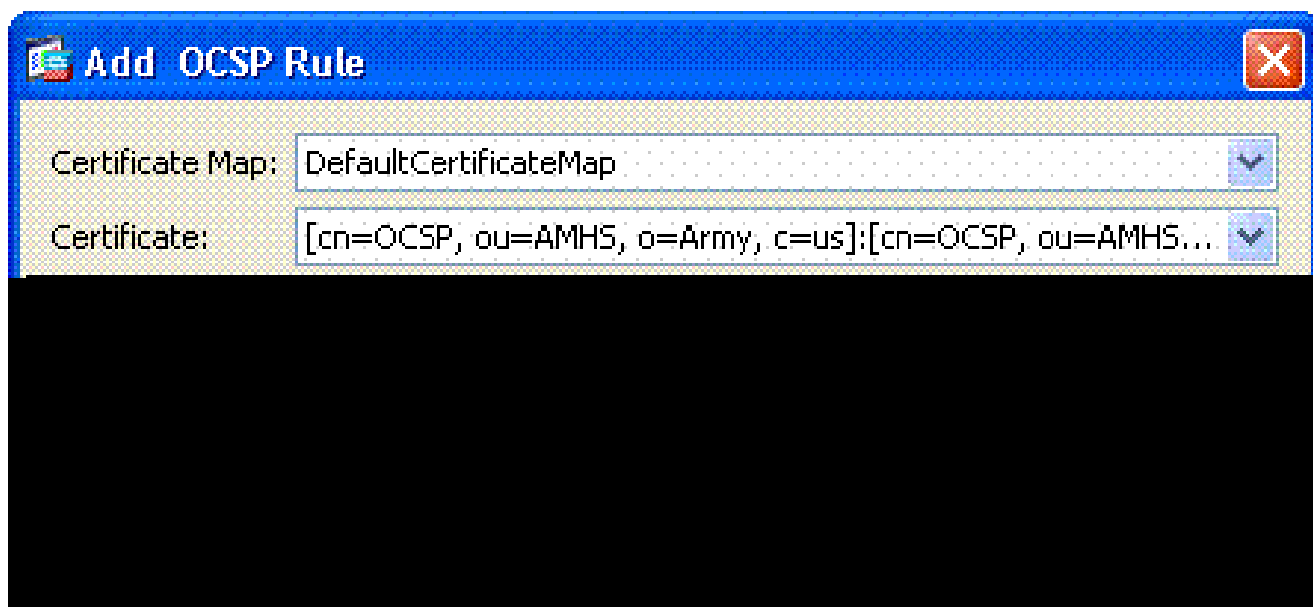 Add OCSP Rule
Certificate Map: DefaultCertificateMap
Certificate: [cn=OCSP, ou=AMHS, o=Army, c=us]:[cn=OCSP, ou=AMHS...